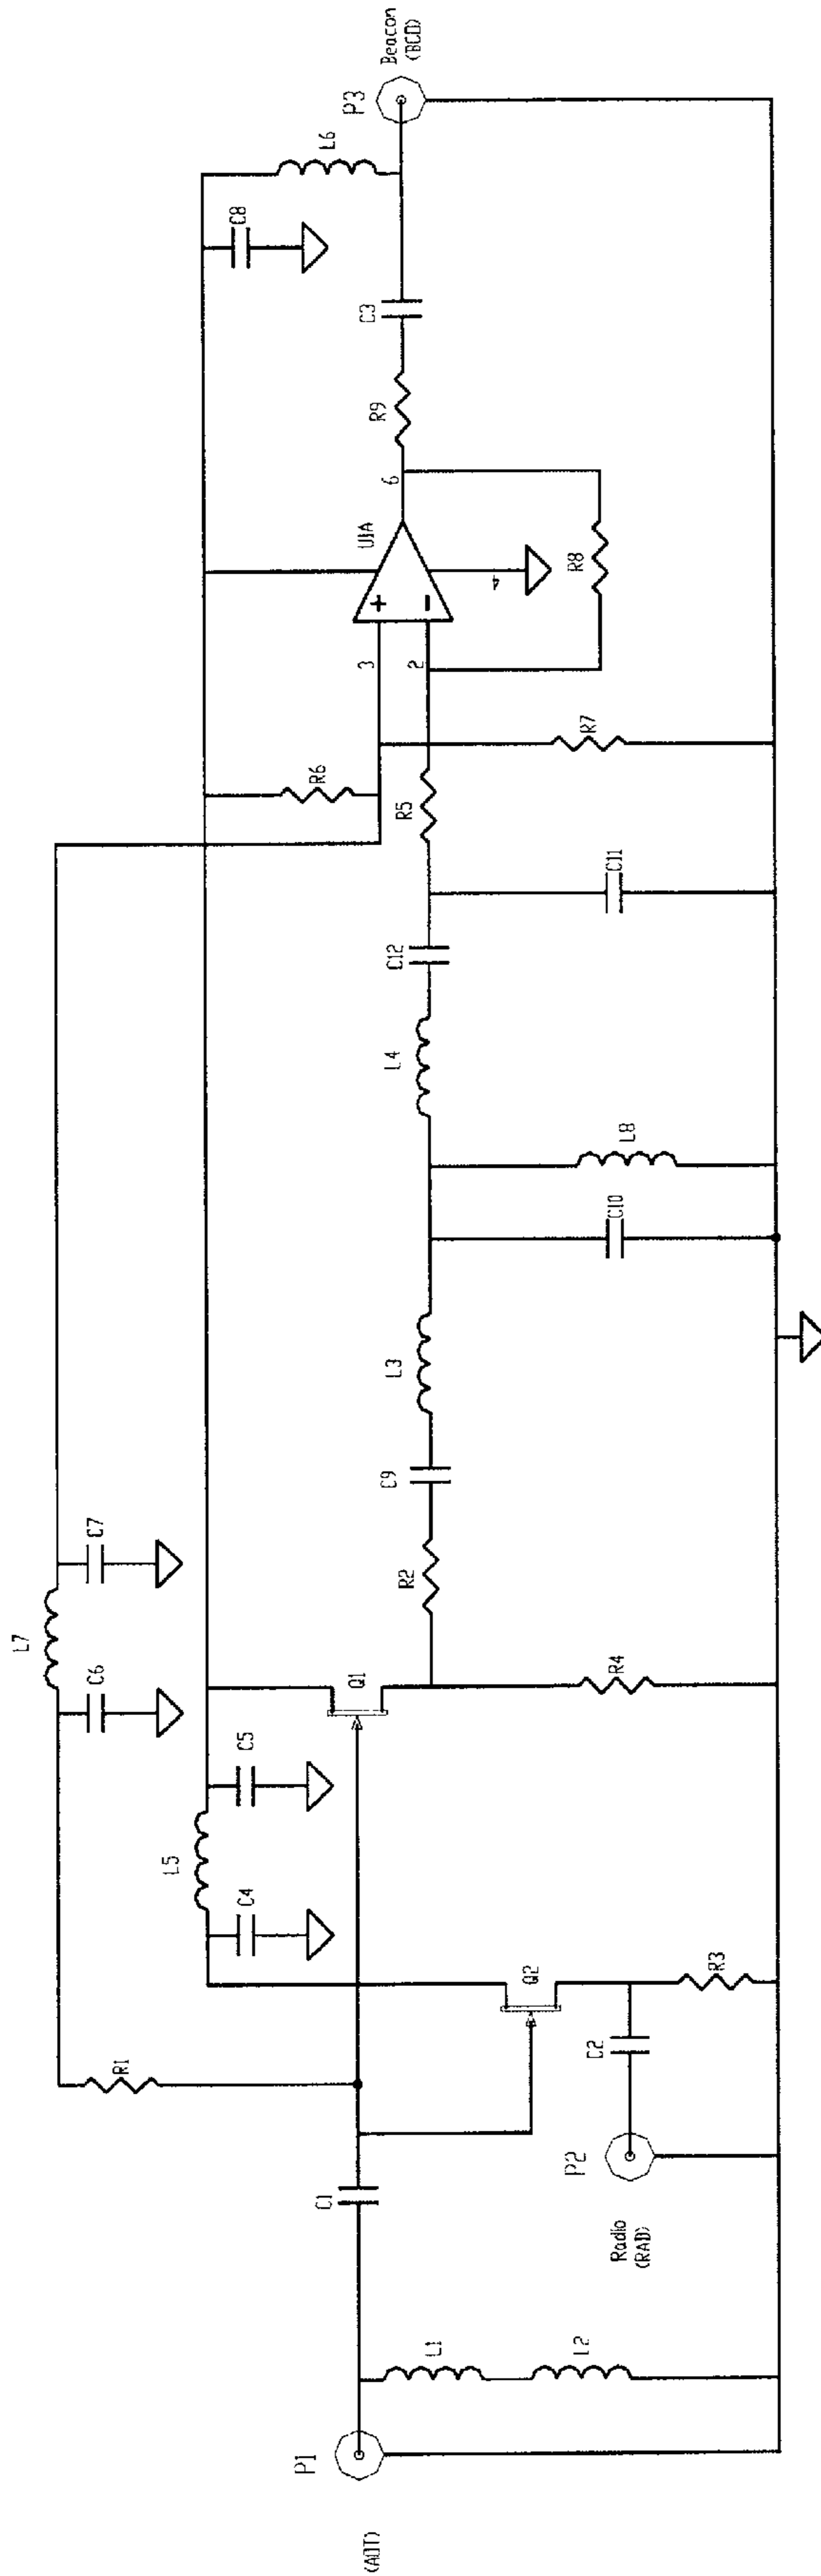 P3
Beacon
(BCD)
L6
C8
C3
R9
6
U1A
+
−
4
R8
3
2
R6
R7
R5
C11
C12
L4
L8
C10
L3
C9
R2
C7
L7
C6
Q1
R4
C5
L5
C4
Q2
R3
R1
C2
P2
Radio
(RAD)
C1
L1
L2
P1